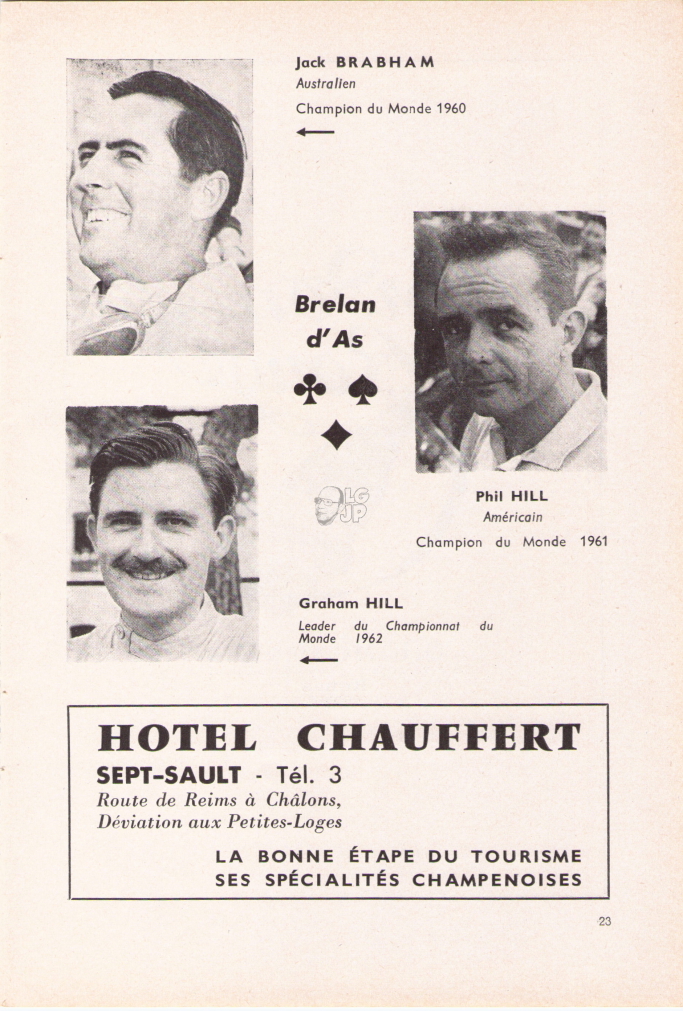 Jack BRABHAM
Australien
Champion du Monde 1960
Brelan
d'As
LG
JP
Phil HILL
Américain
Champion du Monde 1961
Graham HILL
Leader du Championnat du
Monde 1962
HOTEL CHAUFFERT
SEPT-SAULT - Tél. 3
Route de Reims à Châlons,
Déviation aux Petites-Loges
LA BONNE ÉTAPE DU TOURISME
SES SPÉCIALITÉS CHAMPENOISES
23